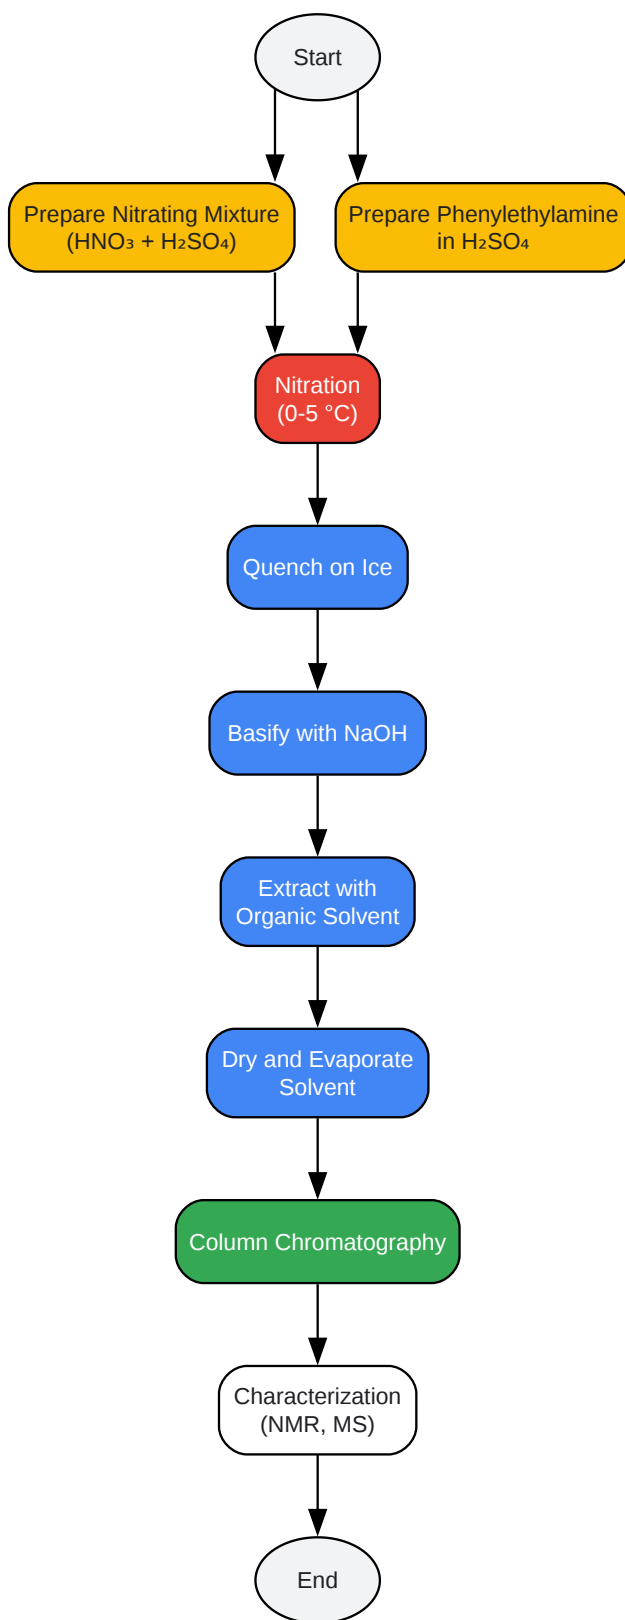 Start
Prepare Nitrating Mixture
(HNO₃ + H₂SO₄)
Prepare Phenylethylamine
in H₂SO₄
Nitration
(0-5 °C)
Quench on Ice
Basify with NaOH
Extract with
Organic Solvent
Dry and Evaporate
Solvent
Column Chromatography
Characterization
(NMR, MS)
End